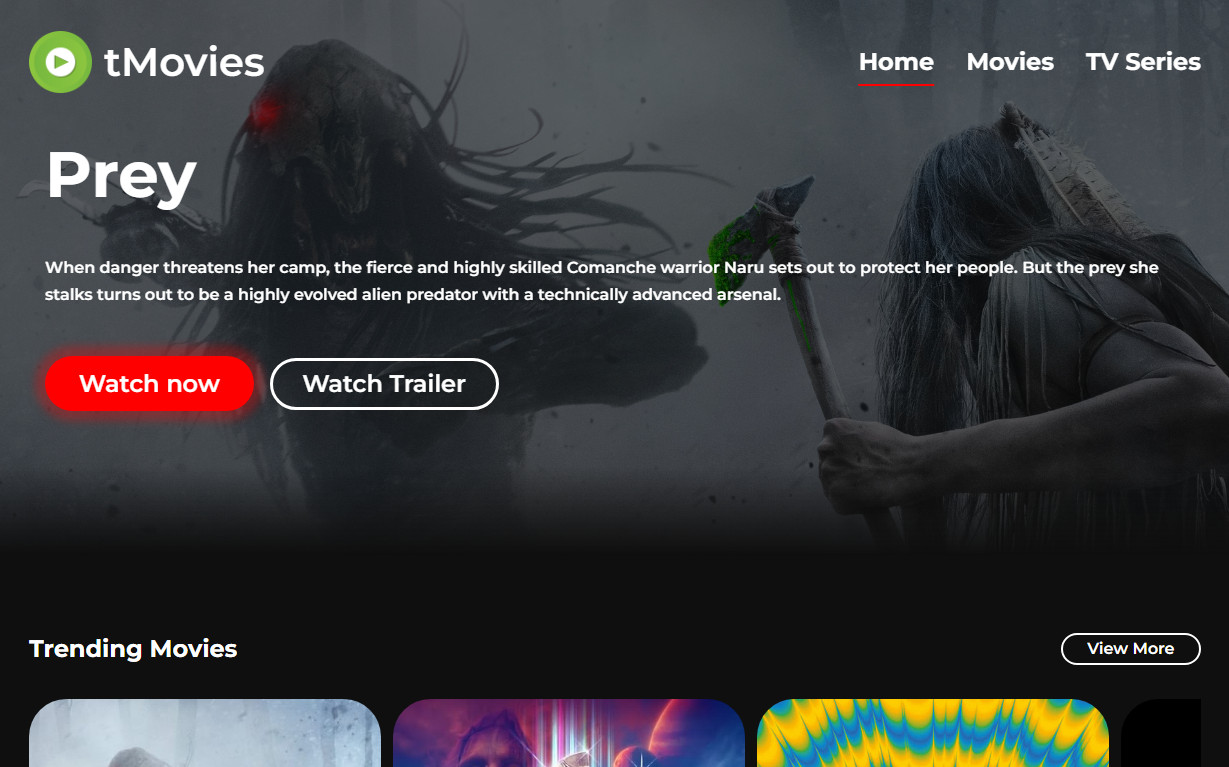 tMovies
Home Movies TV Series
Prey
When danger threatens her camp, the fierce and highly skilled Comanche warrior Naru sets out to protect her people. But the prey she
stalks turns out to be a highly evolved alien predator with a technically advanced arsenal.
Watch now Watch Trailer
Trending Movies View More